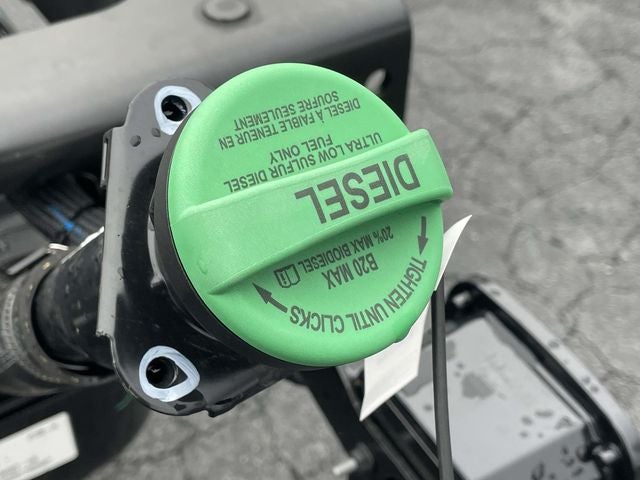 TIGHTEN UNTIL CLICKS
B20 MAX
20% MAX BIODIESEL
DIESEL
ULTRA LOW SULFUR DIESEL
FUEL ONLY
DIESEL À FAIBLE TENEUR EN
SOUFRE SEULEMENT